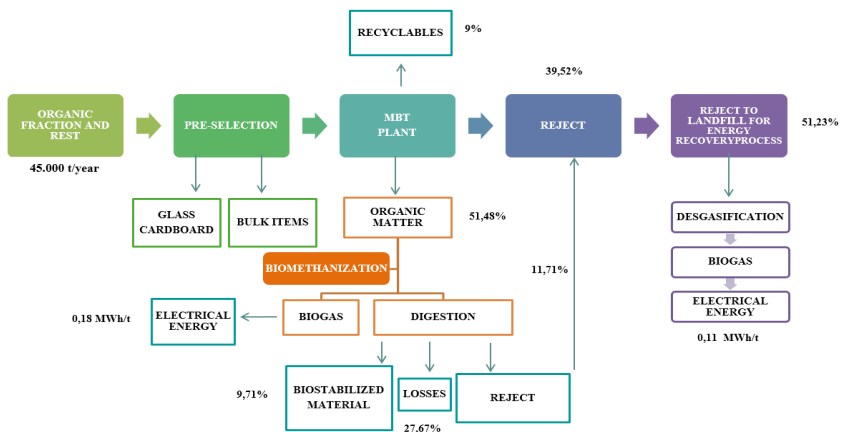 RECYCLABLES
9%
39,52%
ORGANIC
FRACTION AND
REST
PRE-SELECTION
MBT
PLANT
REJECT
REJECT TO
LANDFILL FOR
ENERGY
RECOVERYPROCESS
51,23%
45.000 t/year
GLASS
CARDBOARD
BULK ITEMS
ORGANIC
MATTER
51,48%
DESGASIFICATION
BIOMETHANIZATION
11,71%
BIOGAS
0,18 MWh/t
ELECTRICAL
ENERGY
BIOGAS
DIGESTION
ELECTRICAL
ENERGY
0,11 MWh/t
9,71%
BIOSTABILIZED
MATERIAL
LOSSES
REJECT
27,67%